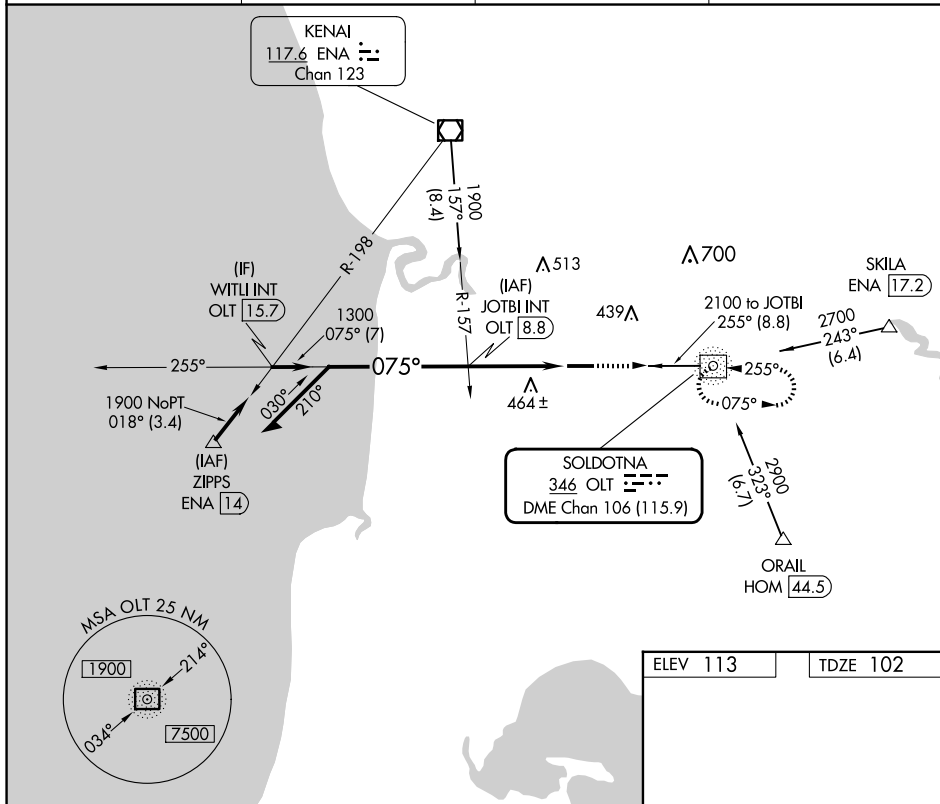 KENAI
117.6 ENA
Chan 123
1900
157°
(8.4)
R-198
R-157
513
700
439
464 ±
(IF)
WITLI INT
OLT 15.7
1300
075° (7)
(IAF)
JOTBI INT
OLT 8.8
2100 to JOTBI
255° (8.8)
SKILA
ENA 17.2
2700
243°
(6.4)
255°
075°
255°
075°
030°
210°
1900 NoPT
018° (3.4)
(IAF)
ZIPPS
ENA 14
SOLDOTNA
346 OLT
DME Chan 106 (115.9)
2900
323°
(6.7)
ORAIL
HOM 44.5
MSA OLT 25 NM
1900
214°
034°
7500
ELEV 113
TDZE 102